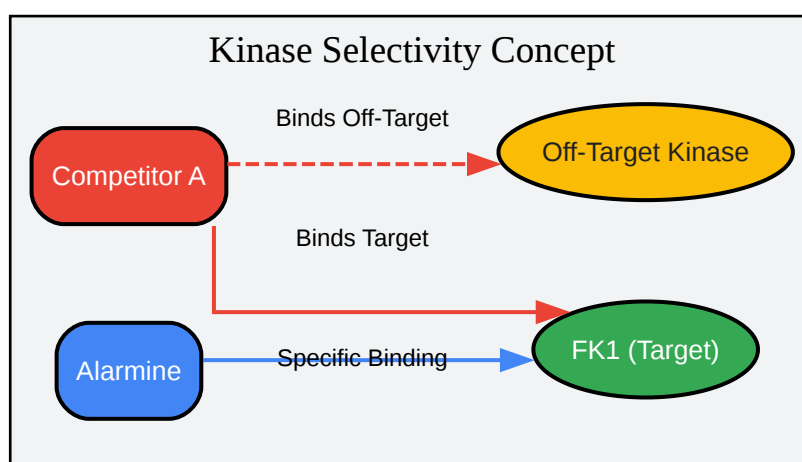 Kinase Selectivity Concept
Binds Off-Target
Competitor A
Off-Target Kinase
Binds Target
Alarmine
Specific Binding
FK1 (Target)